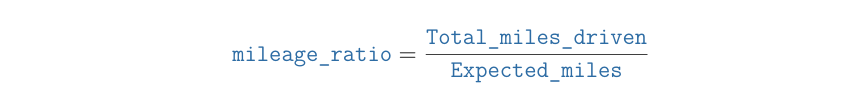 mileage_ratio = Total_miles_driven / Expected_miles